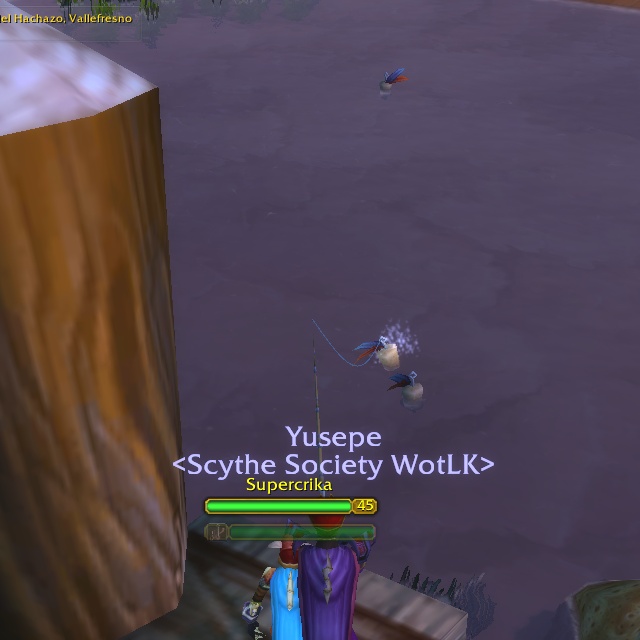 el Hachazo, Vallefresno
Yusepe
<Scythe Society WotLK>
Supercrika
45